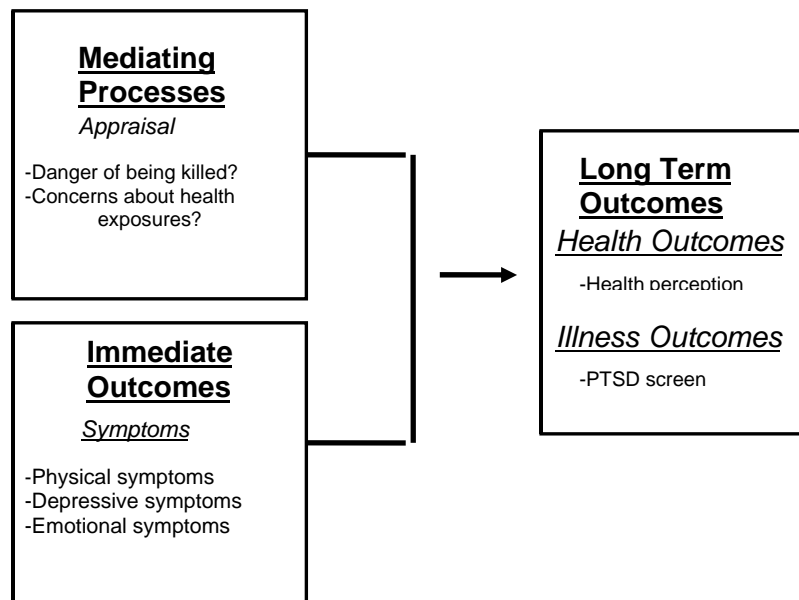 Mediating
Processes
Appraisal
-Danger of being killed?
-Concerns about health
exposures?
Immediate
Outcomes
Symptoms
-Physical symptoms
-Depressive symptoms
-Emotional symptoms
Long Term
Outcomes
Health Outcomes
-Health perception
Illness Outcomes
-PTSD screen